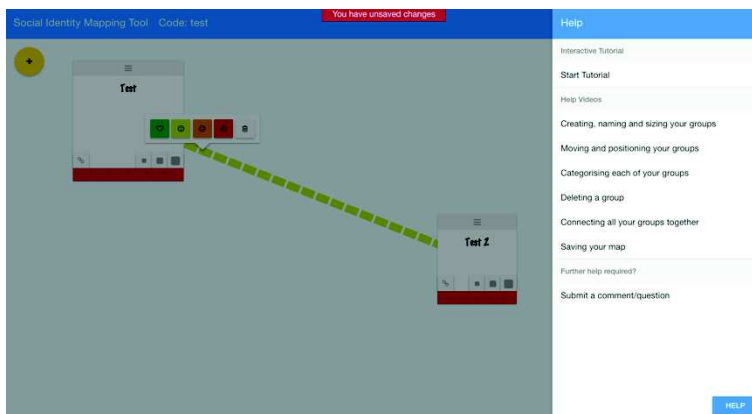 Social Identity Mapping Tool Code: test
You have unsaved changes
Test
Test 2
Help
Interactive Tutorial
Start Tutorial
Help Videos
Creating, naming and sizing your groups
Moving and positioning your groups
Categorising each of your groups
Deleting a group
Connecting all your groups together
Saving your map
Further help required?
Submit a comment/question
HELP